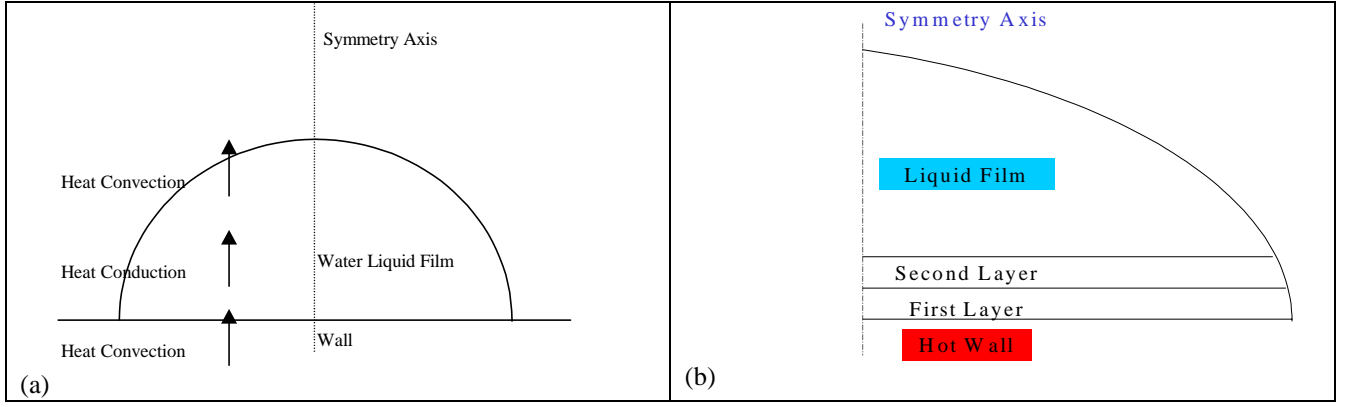 Symmetry Axis
Heat Convection
Heat Conduction
Water Liquid Film
Heat Convection
Wall
(a)
Symmetry Axis
Liquid Film
Second Layer
First Layer
Hot Wall
(b)